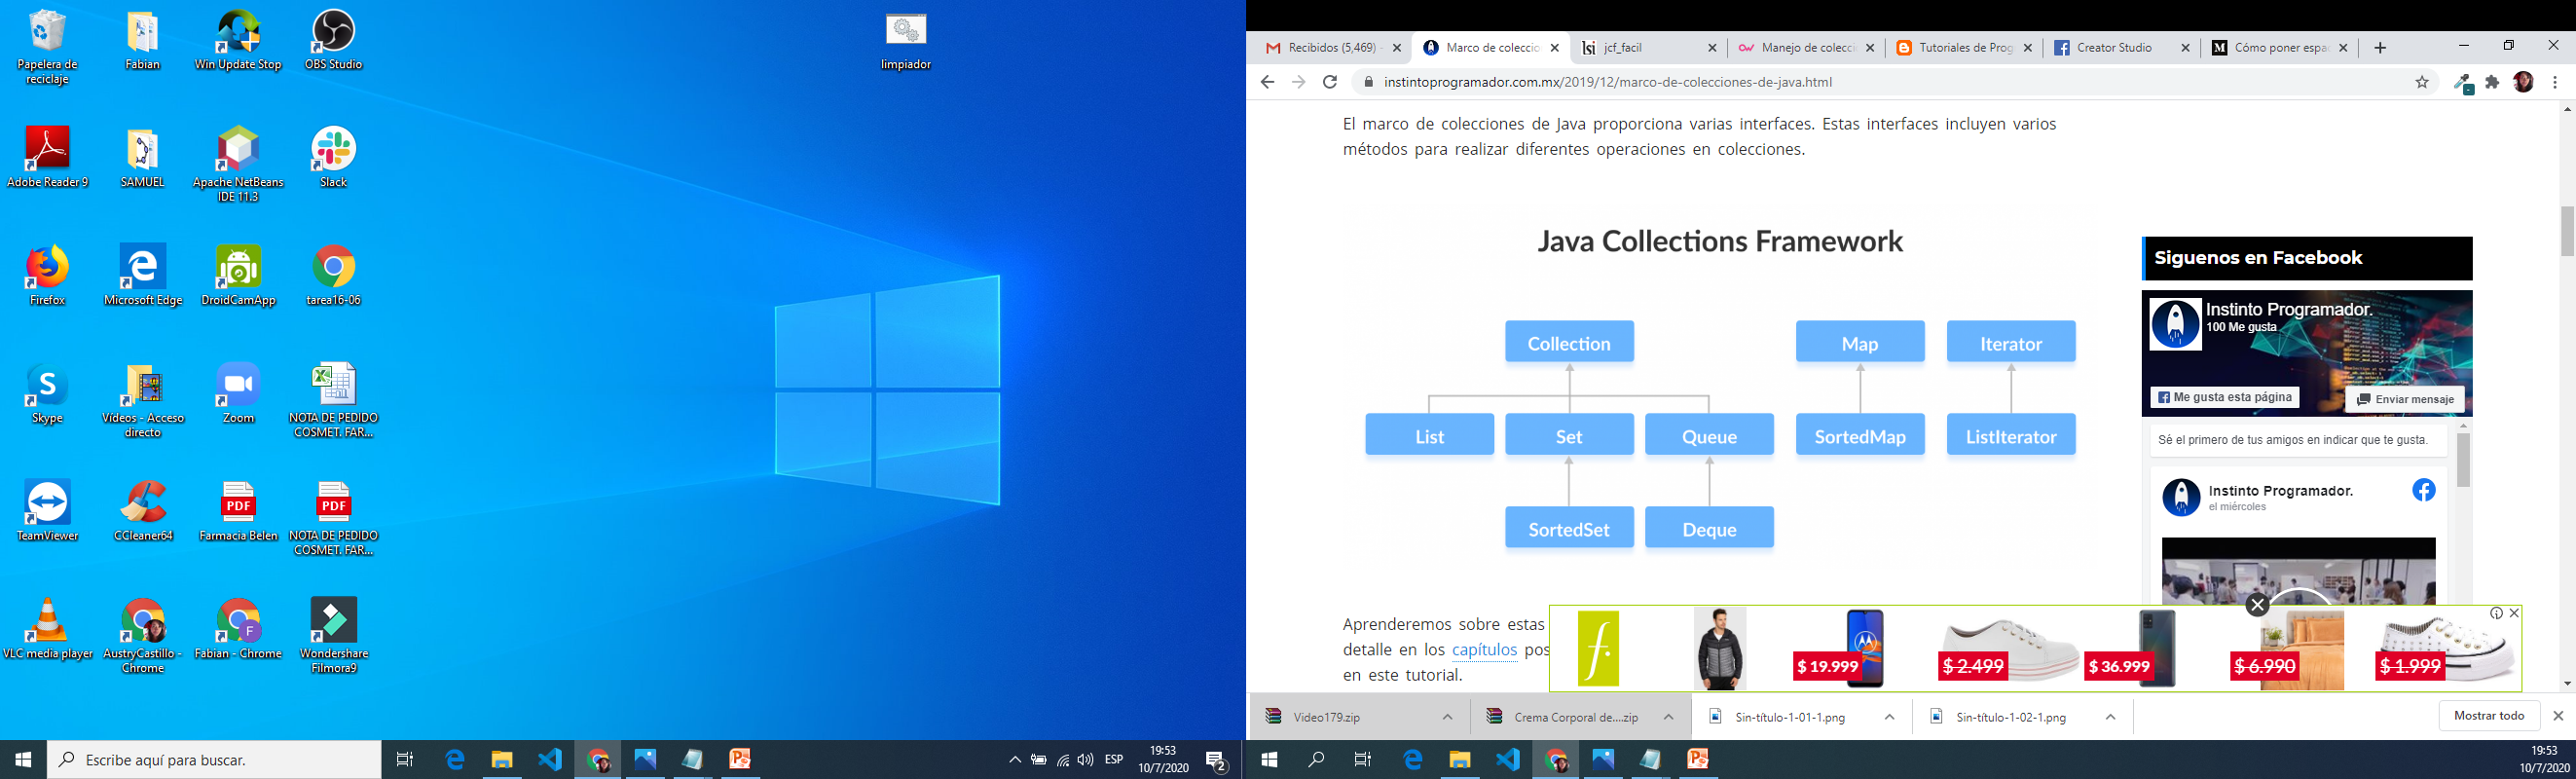 Papelera de
reciclaje
Fabian
Win Update Stop
OBS Studio
limpiador
Adobe Reader 9
SAMUEL
Apache NetBeans
IDE 11.3
Slack
Firefox
Microsoft Edge
DroidCamApp
tarea16-06
Skype
Vídeos - Acceso
directo
Zoom
NOTA DE PEDIDO
COSMET. FAR...
TeamViewer
CCleaner64
Farmacia Belen
NOTA DE PEDIDO
COSMET. FAR...
VLC media player
AustryCastillo -
Chrome
Fabian - Chrome
Wondershare
Filmora9
Escribe aquí para buscar.
ESP
19:53
10/7/2020
2
Recibidos (5,469) -
Marco de coleccio
jcf_facil
Manejo de colecci
Tutoriales de Prog
Creator Studio
Cómo poner espac
instintoprogramador.com.mx/2019/12/marco-de-colecciones-de-java.html
El marco de colecciones de Java proporciona varias interfaces. Estas interfaces incluyen varios
métodos para realizar diferentes operaciones en colecciones.
Java Collections Framework
Collection
Map
Iterator
List
Set
Queue
SortedMap
ListIterator
SortedSet
Deque
Siguenos en Facebook
Instinto Programador.
100 Me gusta
Me gusta esta página
Enviar mensaje
Sé el primero de tus amigos en indicar que te gusta.
Instinto Programador.
el miércoles
Aprenderemos sobre estas
detalle en los capítulos pos
en este tutorial.
f.
$ 19.999
$ 2.499
$ 36.999
$ 6.990
$ 1.999
Video179.zip
Crema Corporal de....zip
Sin-título-1-01-1.png
Sin-título-1-02-1.png
Mostrar todo
19:53
10/7/2020